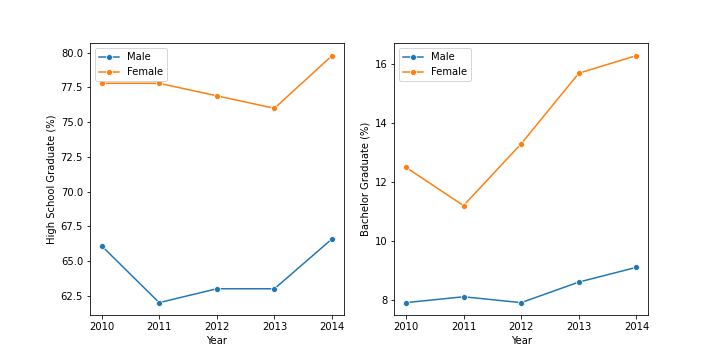 High School Graduate (%)
80.0
77.5
75.0
72.5
70.0
67.5
65.0
62.5
Male
Female
2010 2011 2012 2013 2014
Year
Bachelor Graduate (%)
16
14
12
10
8
Male
Female
2010 2011 2012 2013 2014
Year